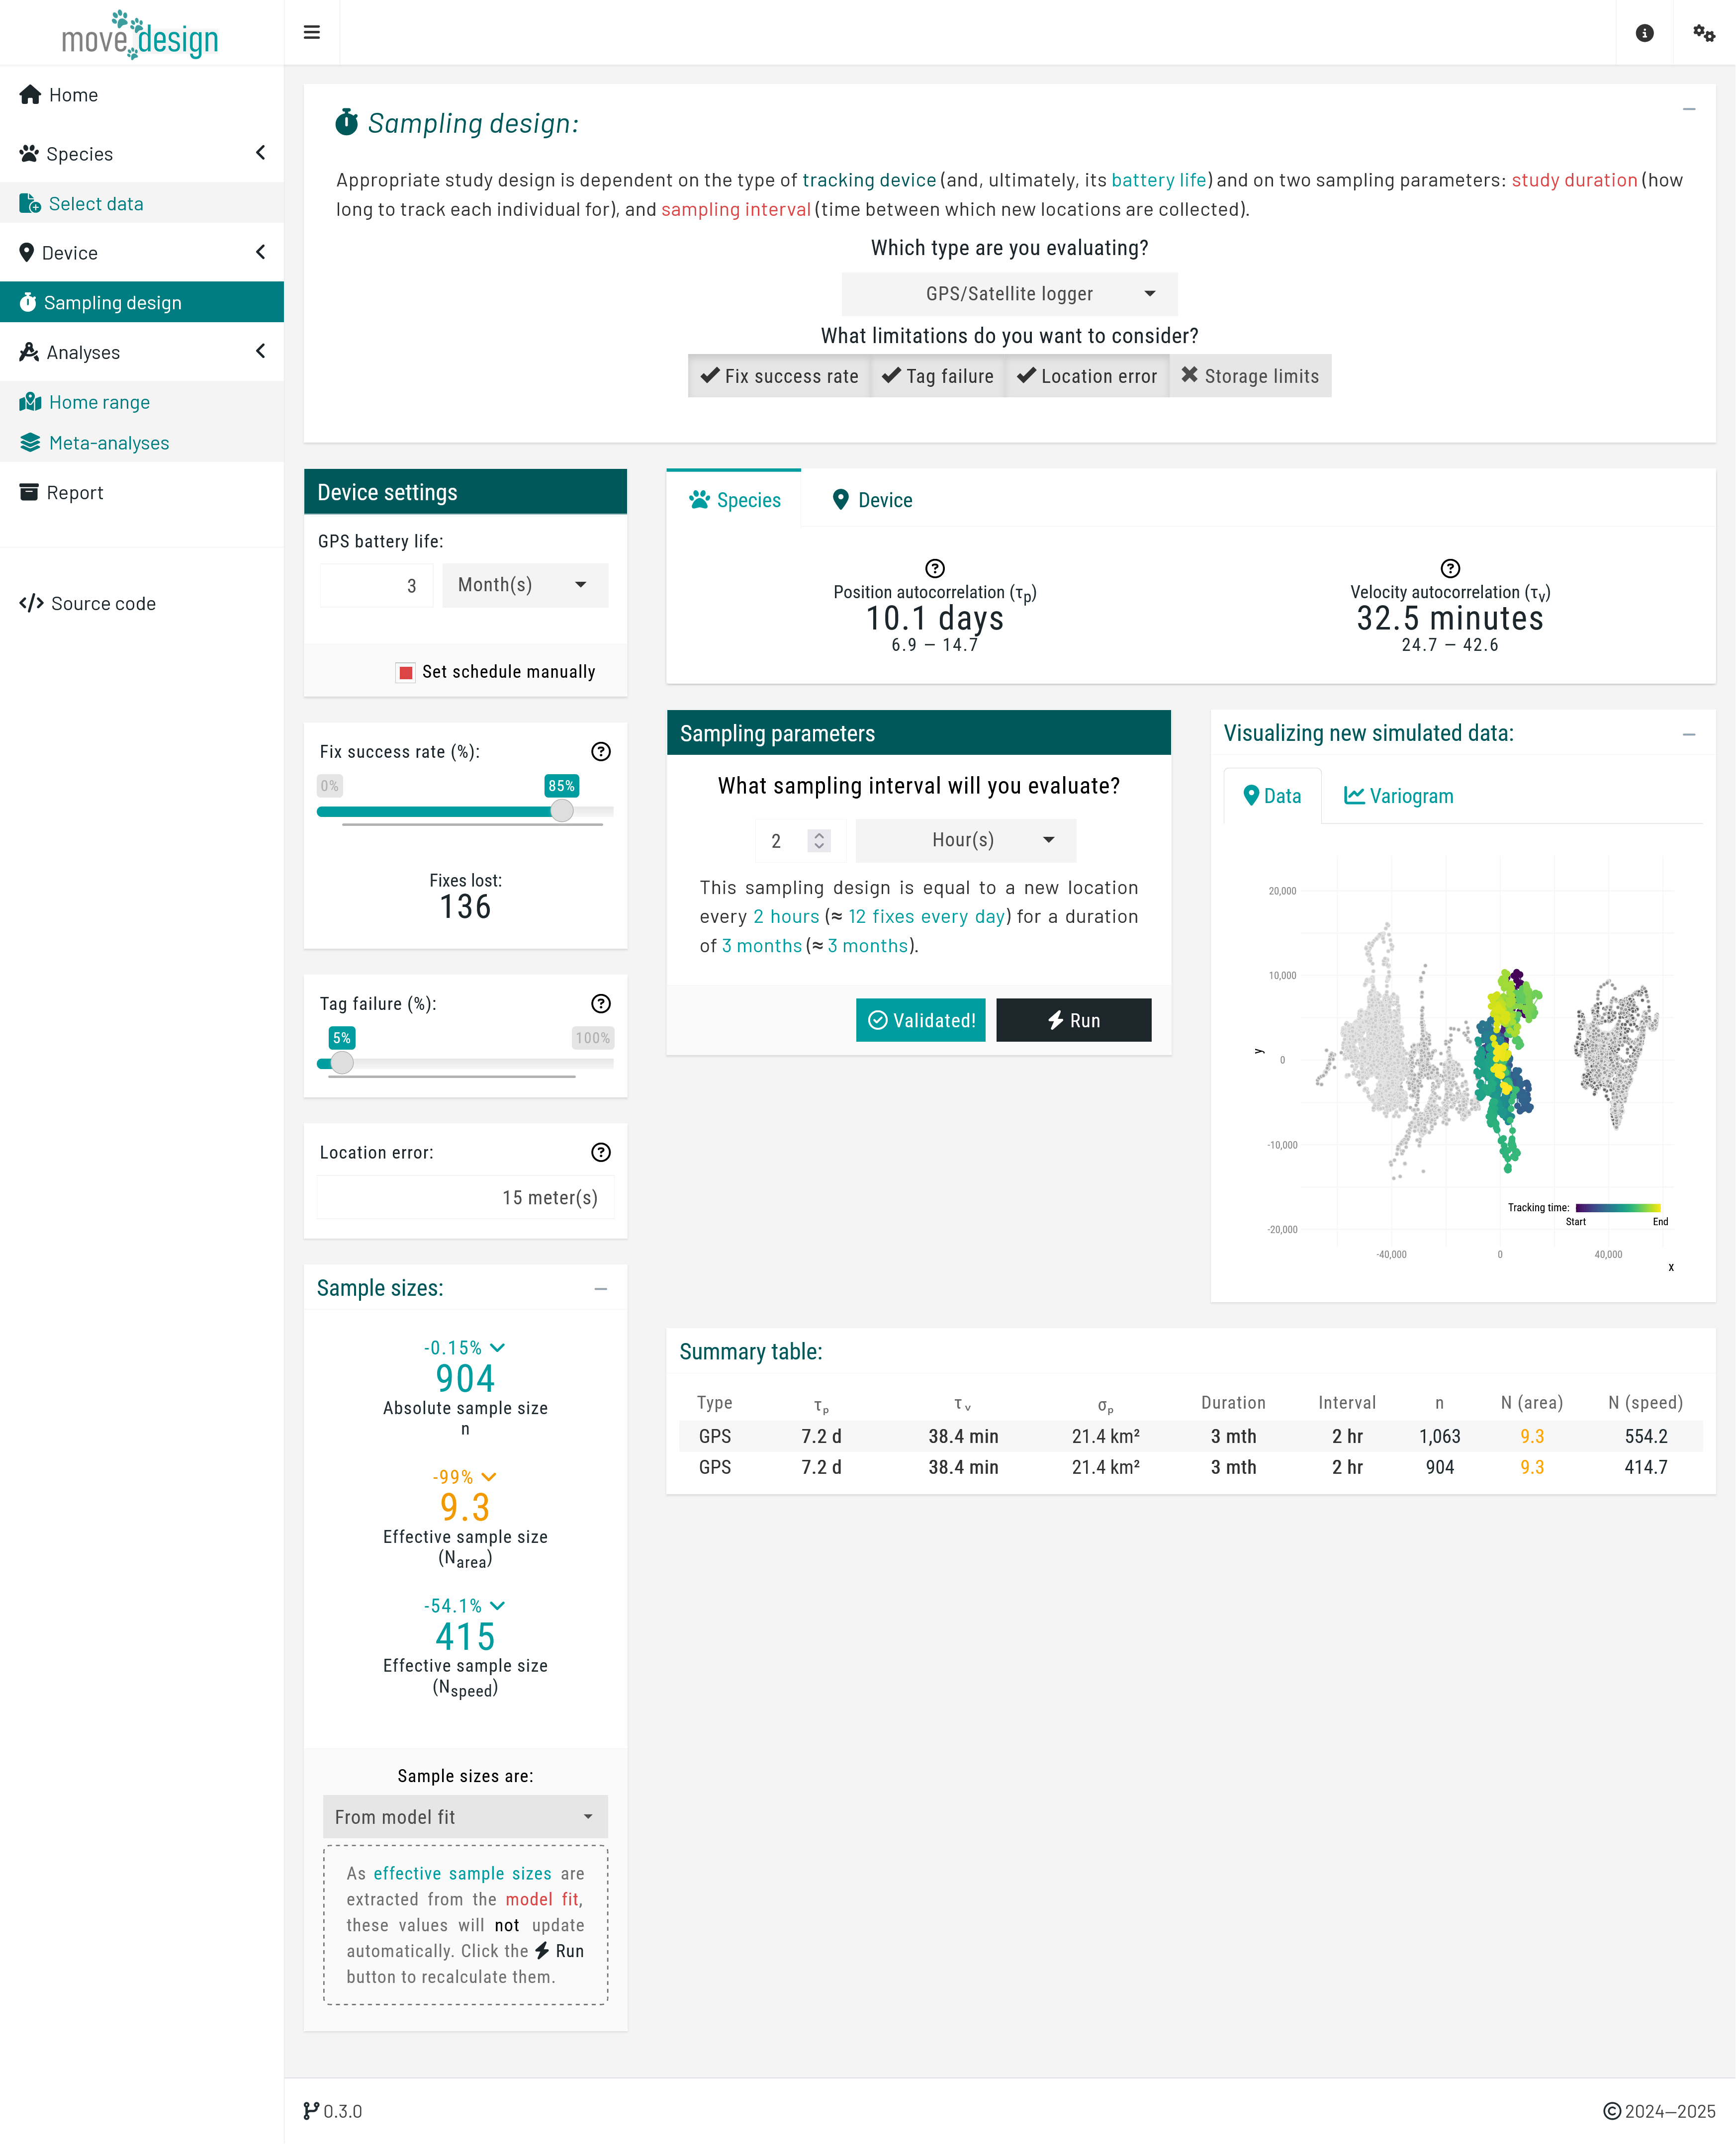 move design
Home
Species
Select data
Device
Sampling design
Analyses
Home range
Meta-analyses
Report
Source code
Sampling design:
Appropriate study design is dependent on the type of tracking device (and, ultimately, its battery life) and on two sampling parameters: study duration (how
long to track each individual for), and sampling interval (time between which new locations are collected).
Which type are you evaluating?
GPS/Satellite logger
What limitations do you want to consider?
Fix success rate Tag failure Location error Storage limits
Device settings
GPS battery life:
3 Month(s)
Set schedule manually
Fix success rate (%):
0% 85%
Fixes lost:
136
Tag failure (%):
5% 100%
Location error:
15 meter(s)
Sample sizes:
-0.15%
904
Absolute sample size
n
-99%
9.3
Effective sample size
(Narea)
-54.1%
415
Effective sample size
(Nspeed)
Sample sizes are:
From model fit
As effective sample sizes are
extracted from the model fit,
these values will not update
automatically. Click the Run
button to recalculate them.
Species Device
Position autocorrelation (τp)
10.1 days
6.9 — 14.7
Velocity autocorrelation (τv)
32.5 minutes
24.7 — 42.6
Sampling parameters
What sampling interval will you evaluate?
2 Hour(s)
This sampling design is equal to a new location
every 2 hours (≈ 12 fixes every day) for a duration
of 3 months (≈ 3 months).
Validated! Run
Visualizing new simulated data:
Data Variogram
20,000
10,000
y
0
-10,000
-20,000
Tracking time:
Start End
-40,000 0 40,000
x
Summary table:
Type τp τv σp Duration Interval n N (area) N (speed)
GPS 7.2 d 38.4 min 21.4 km² 3 mth 2 hr 1,063 9.3 554.2
GPS 7.2 d 38.4 min 21.4 km² 3 mth 2 hr 904 9.3 414.7
0.3.0
© 2024—2025